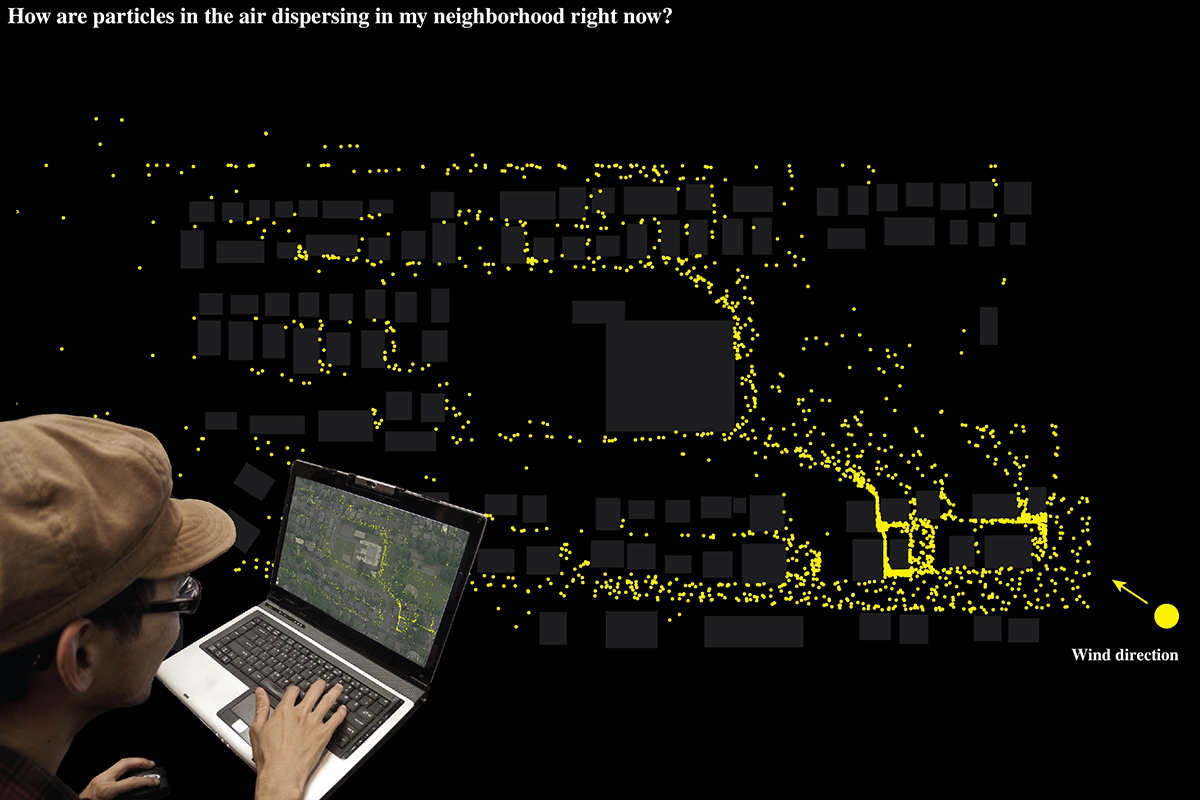 How are particles in the air dispersing in my neighborhood right now?
Wind direction